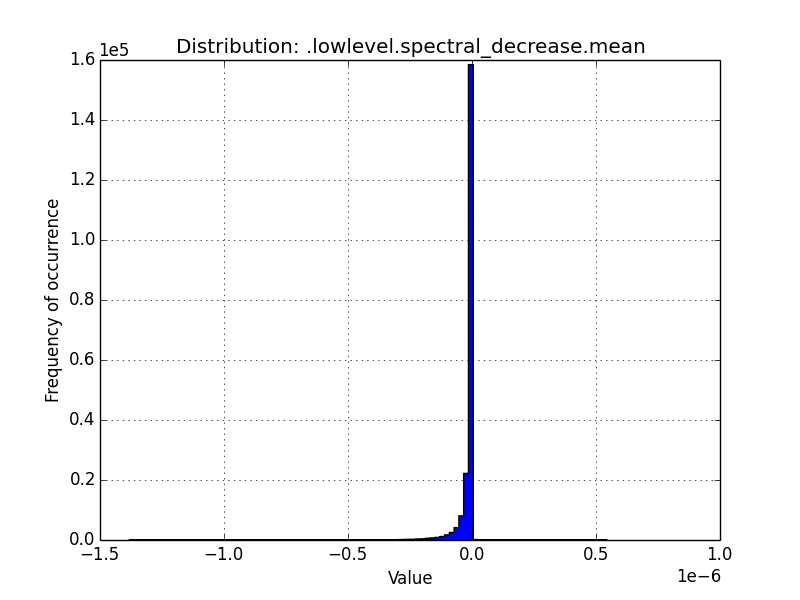 Distribution: .lowlevel.spectral_decrease.mean
1e5
1.6
1.4
1.2
1.0
0.8
0.6
0.4
0.2
0.0
Frequency of occurrence
−1.5 −1.0 −0.5 0.0 0.5 1.0
Value
1e−6